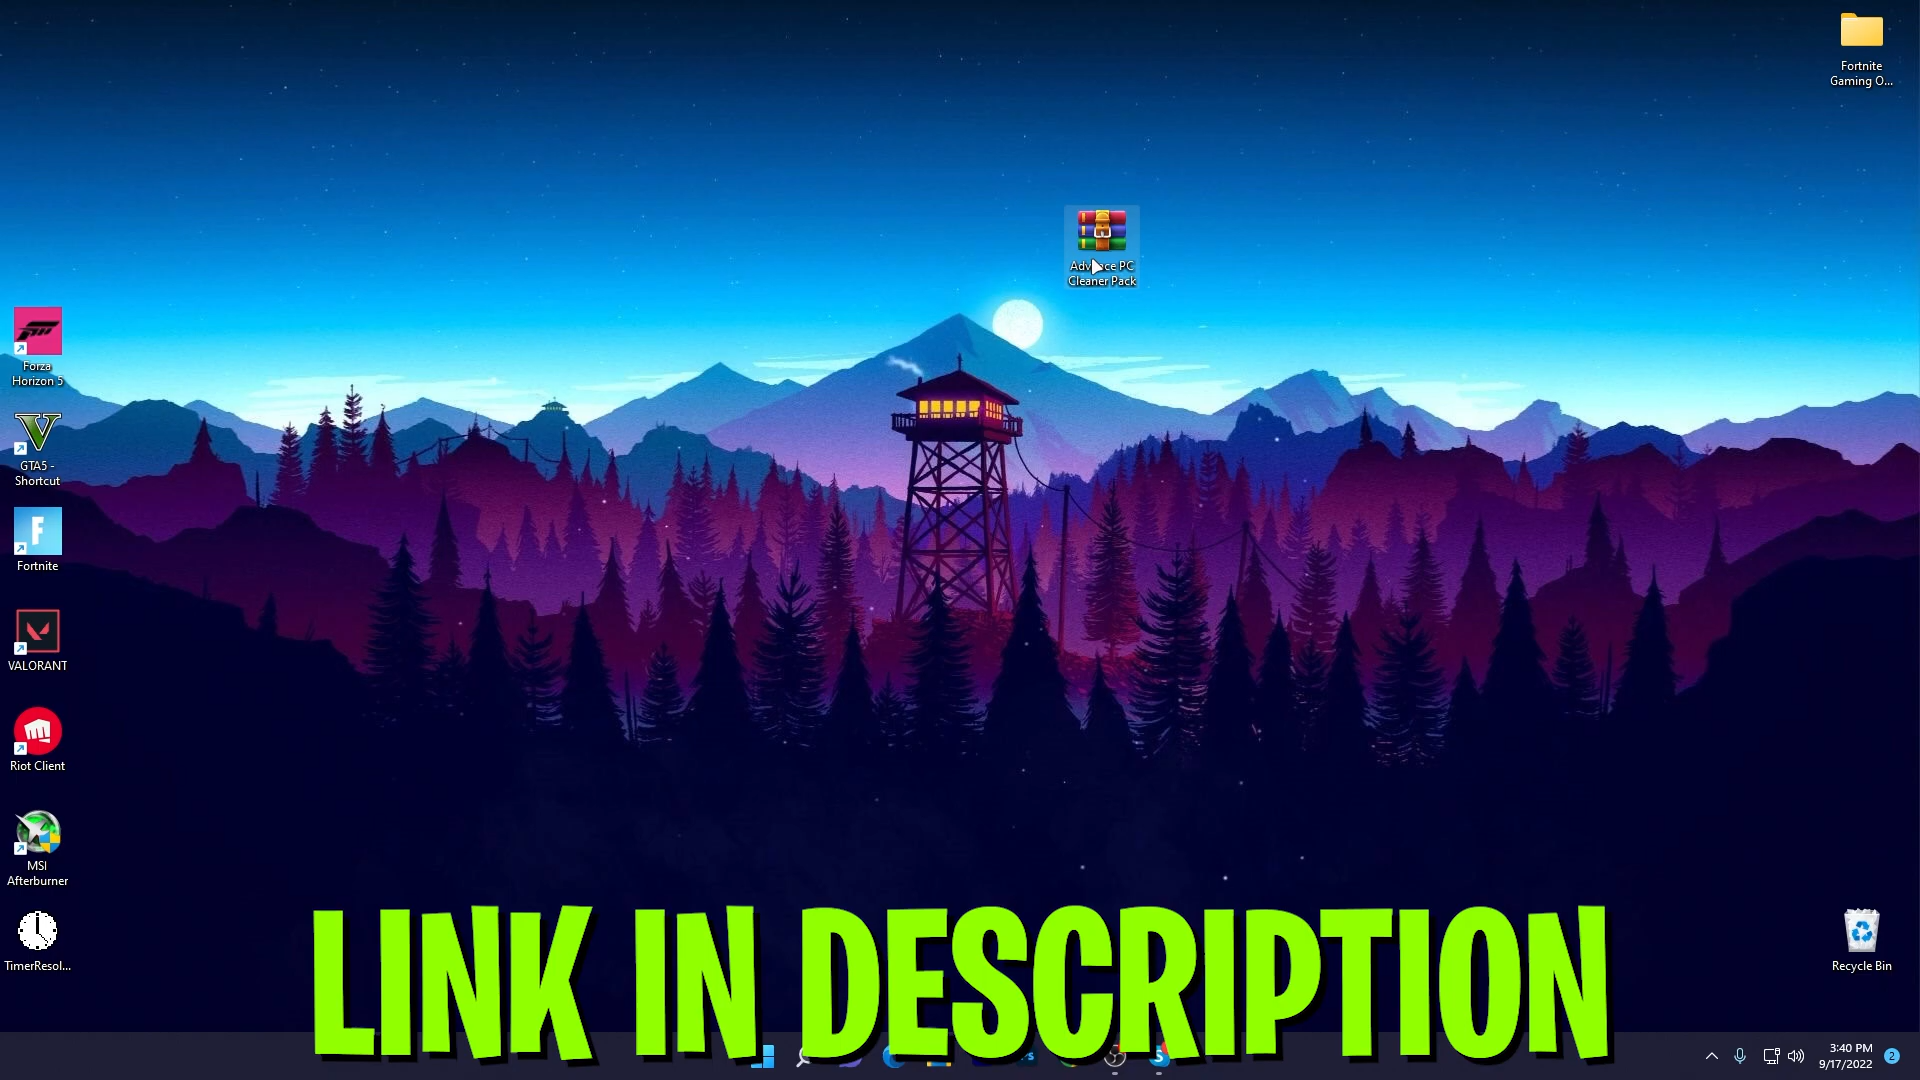 Fortnite
Gaming O...
Advance PC
Cleaner Pack
Forza
Horizon 5
GTA5 -
Shortcut
Fortnite
VALORANT
Riot Client
MSI
Afterburner
TimerResol...
Recycle Bin
LINK IN DESCRIPTION
3:40 PM
9/17/2022
2